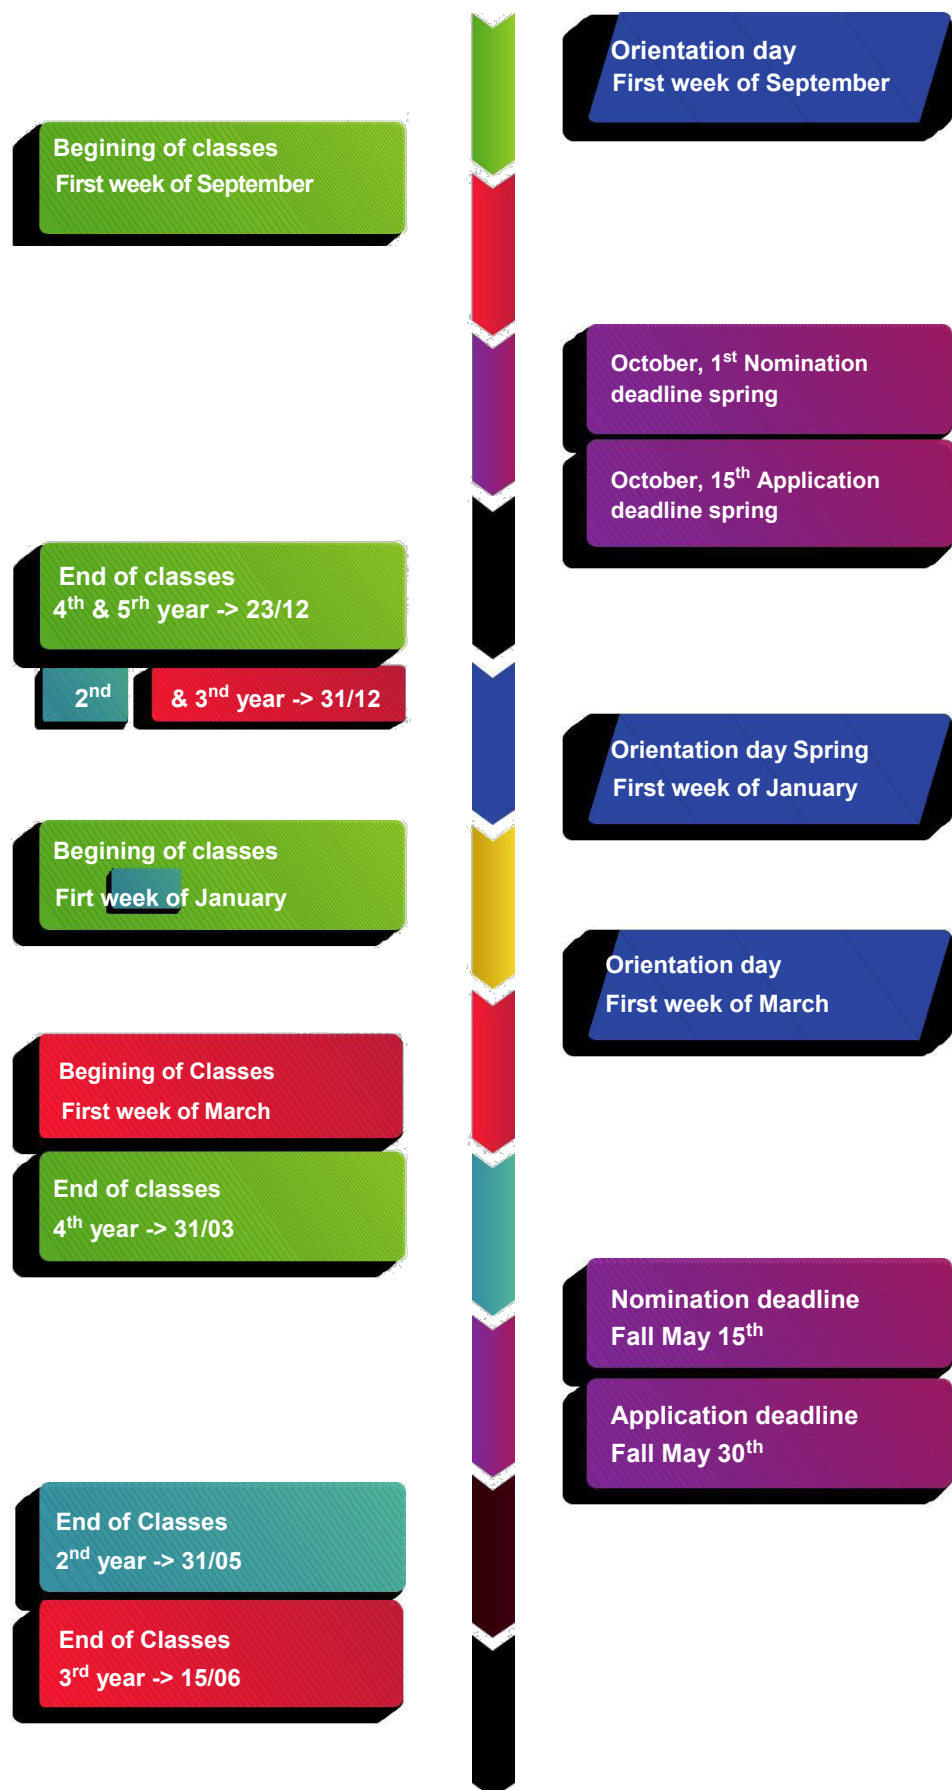 Orientation day
First week of September
Begining of classes
First week of September
October, 1st Nomination
deadline spring
October, 15th Application
deadline spring
End of classes
4th & 5rh year -> 23/12
2nd & 3nd year -> 31/12
Orientation day Spring
First week of January
Begining of classes
Firt week of January
Orientation day
First week of March
Begining of Classes
First week of March
End of classes
4th year -> 31/03
Nomination deadline
Fall May 15th
Application deadline
Fall May 30th
End of Classes
2nd year -> 31/05
End of Classes
3rd year -> 15/06